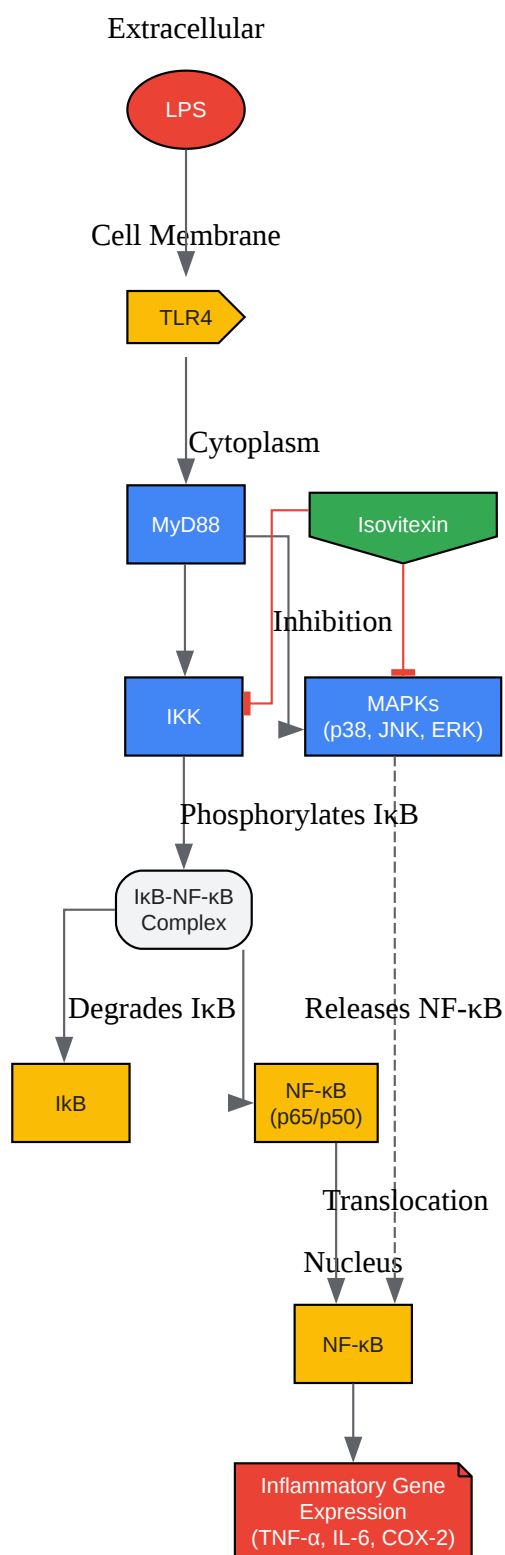 Extracellular
LPS
Cell Membrane
TLR4
Cytoplasm
MyD88
Isovitexin
Inhibition
IKK
MAPKs
(p38, JNK, ERK)
Phosphorylates IκB
IκB-NF-κB
Complex
Degrades IκB
Releases NF-κB
IkB
NF-κB
(p65/p50)
Translocation
Nucleus
NF-κB
Inflammatory Gene
Expression
(TNF-α, IL-6, COX-2)